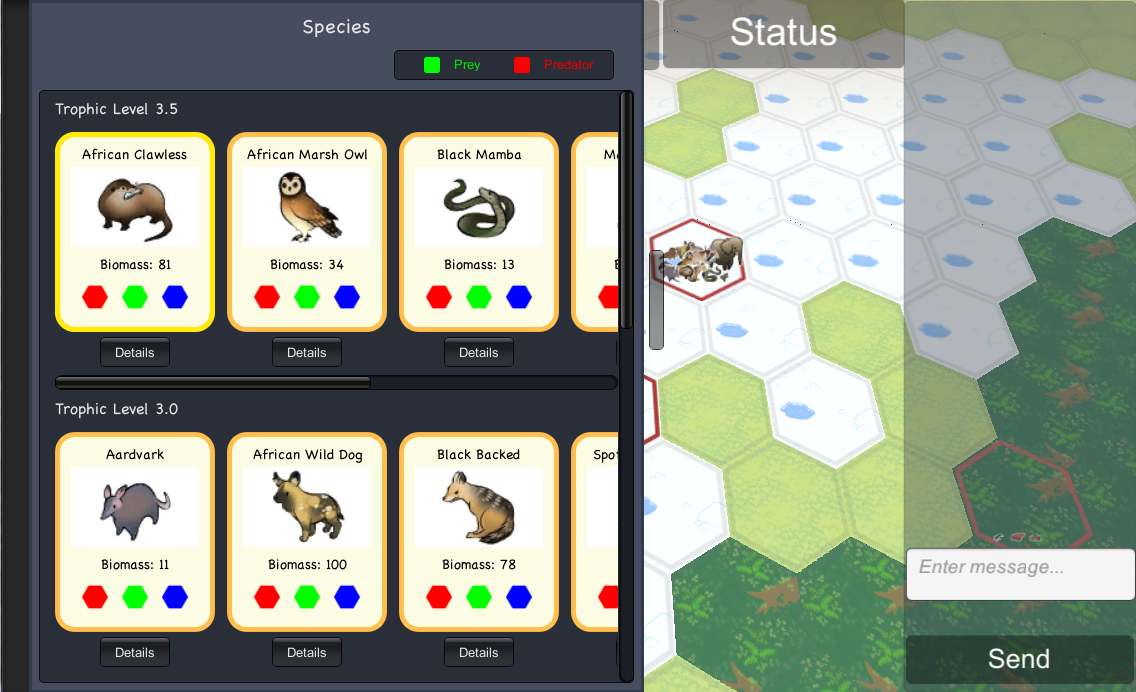 Species
Prey Predator
Trophic Level 3.5
African Clawless African Marsh Owl Black Mamba
Biomass: 81 Biomass: 34 Biomass: 13
Details Details Details
Trophic Level 3.0
Aardvark African Wild Dog Black Backed
Biomass: 11 Biomass: 100 Biomass: 78
Details Details Details
Status
Enter message...
Send